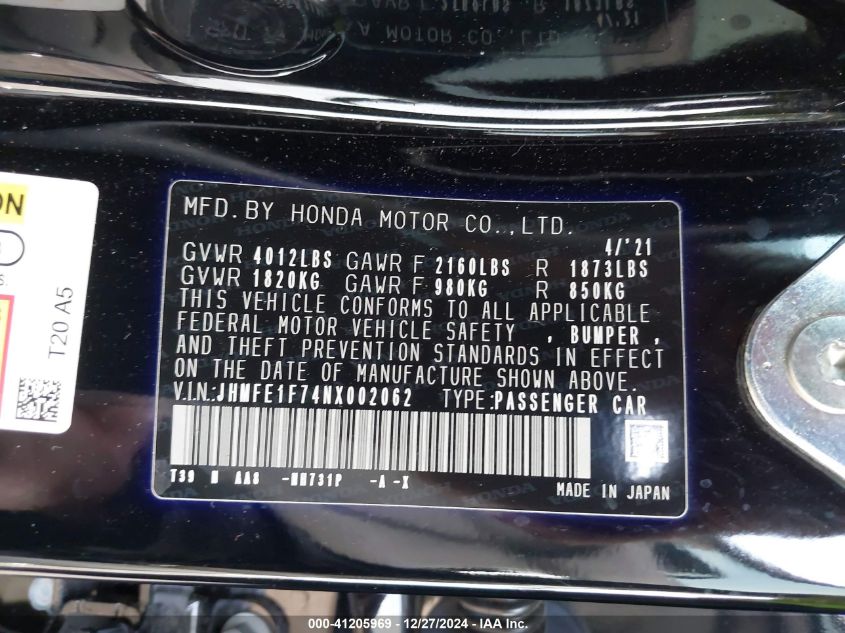 MFD. BY HONDA MOTOR CO., LTD.
4/'21
GVWR 4012LBS GAWR F 2160LBS R 1873LBS
GVWR 1820KG GAWR F 980KG R 850KG
THIS VEHICLE CONFORMS TO ALL APPLICABLE
FEDERAL MOTOR VEHICLE SAFETY , BUMPER ,
AND THEFT PREVENTION STANDARDS IN EFFECT
ON THE DATE OF MANUFACTURE SHOWN ABOVE.
V.I.N:JHMFE1F74NX002062 TYPE:PASSENGER CAR
T39 M AAS -NH731P -A -X
MADE IN JAPAN
T20 A5
000-41205969 - 12/27/2024 - IAA Inc.